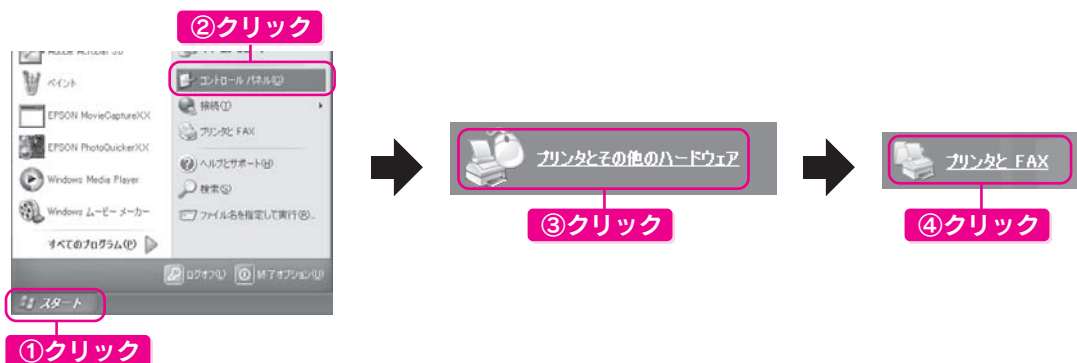 ②クリック
Adobe Acrobat 5.0
ペイント
EPSON MovieCaptureXX
EPSON PhotoQuickerXX
Windows Media Player
Windows ムービー メーカー
すべてのプログラム(P)
コントロール パネル(C)
接続(T)
プリンタと FAX
ヘルプとサポート(H)
検索(S)
ファイル名を指定して実行(R)...
ログオフ(L)
終了オプション(U)
スタート
①クリック
プリンタとその他のハードウェア
③クリック
プリンタと FAX
④クリック